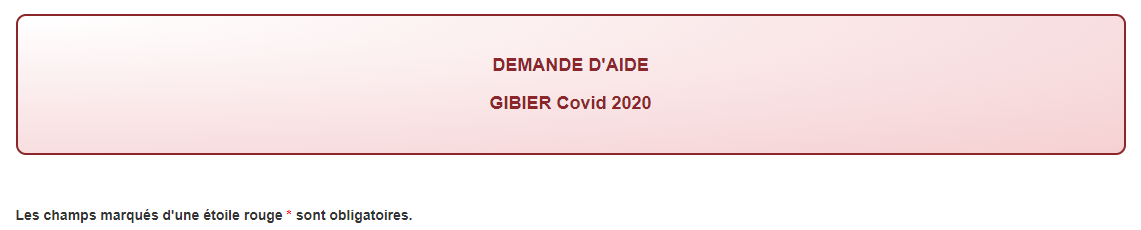 DEMANDE D'AIDE
GIBIER Covid 2020
Les champs marqués d'une étoile rouge * sont obligatoires.